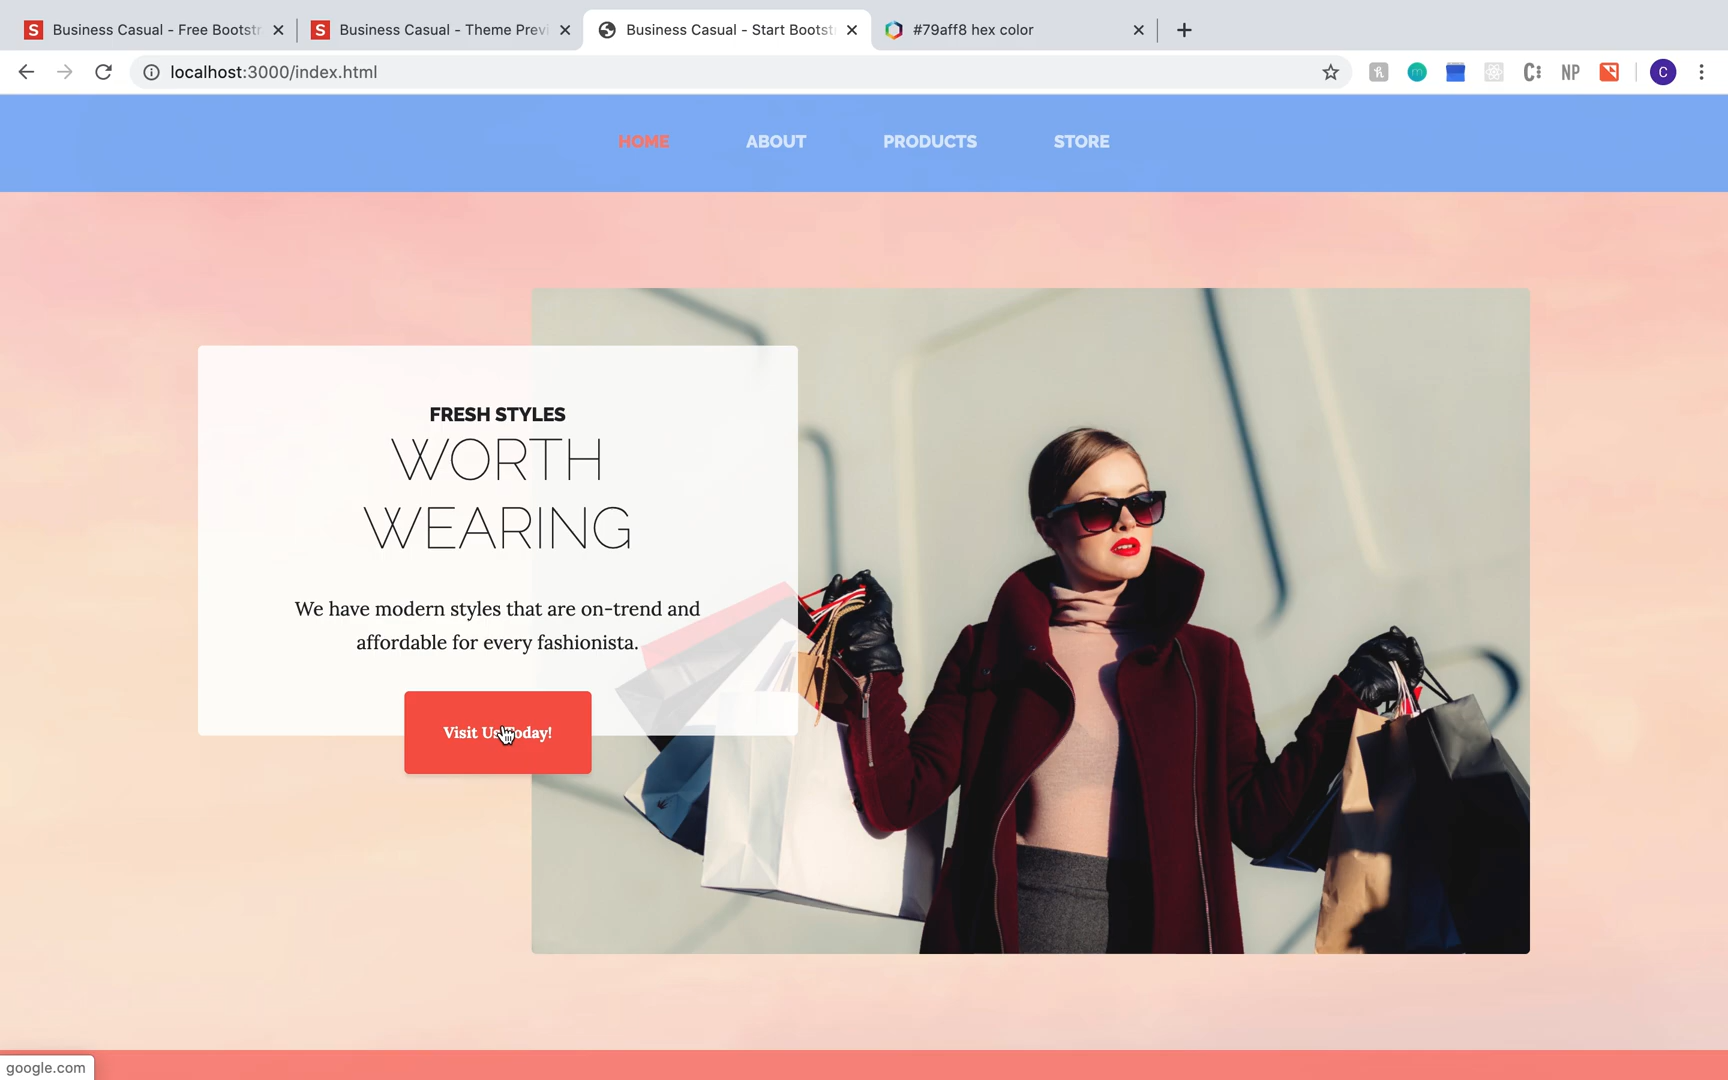 Business Casual - Free Bootstr
Business Casual - Theme Previ
Business Casual - Start Bootst
#79aff8 hex color
localhost:3000/index.html
NP
C
HOME
ABOUT
PRODUCTS
STORE
FRESH STYLES
WORTH
WEARING
We have modern styles that are on-trend and
affordable for every fashionista.
Visit Us Today!
google.com